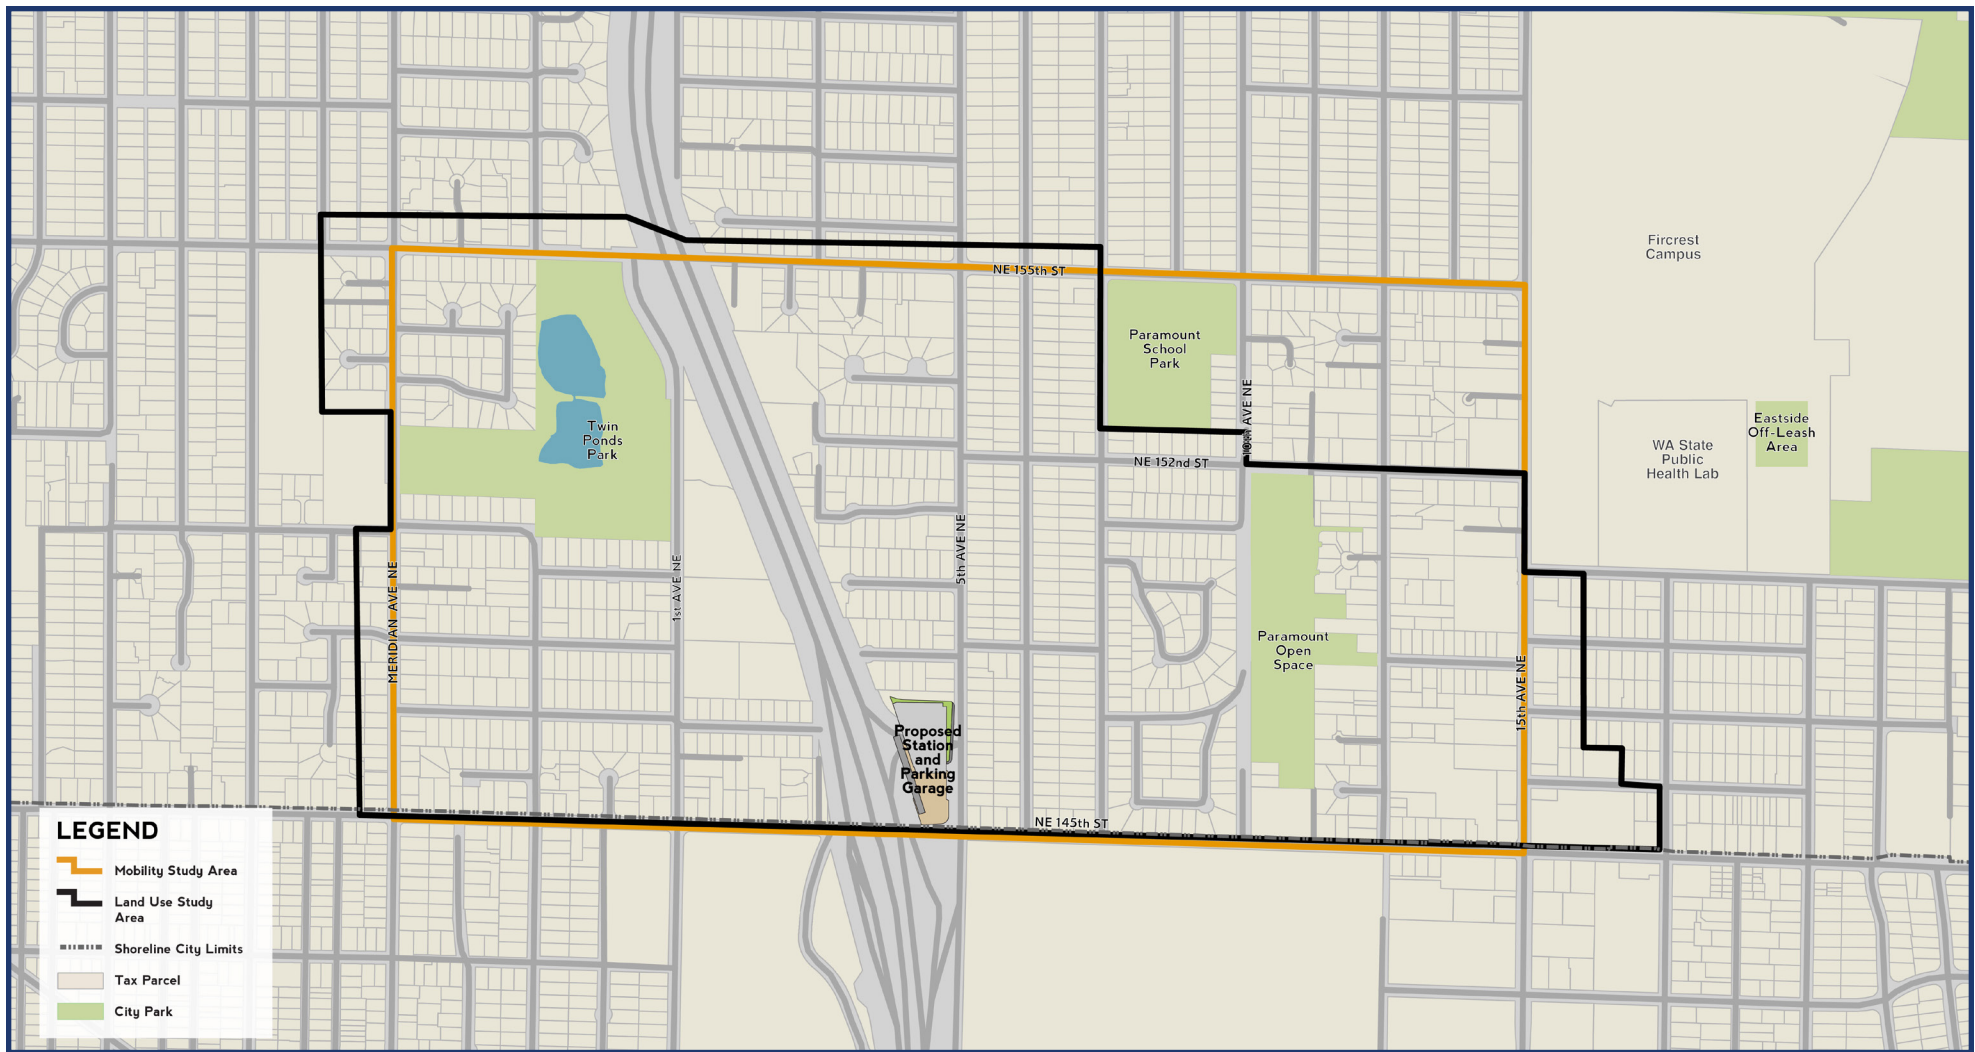 Fircrest
Campus
NE 155th ST
Paramount
School
Park
10th AVE NE
Twin
Ponds
Park
NE 152nd ST
WA State
Public
Health Lab
Eastside
Off-Leash
Area
MERIDIAN AVE NE
1st AVE NE
5th AVE NE
Paramount
Open
Space
15th AVE NE
Proposed
Station
and
Parking
Garage
NE 145th ST
LEGEND
Mobility Study Area
Land Use Study
Area
Shoreline City Limits
Tax Parcel
City Park